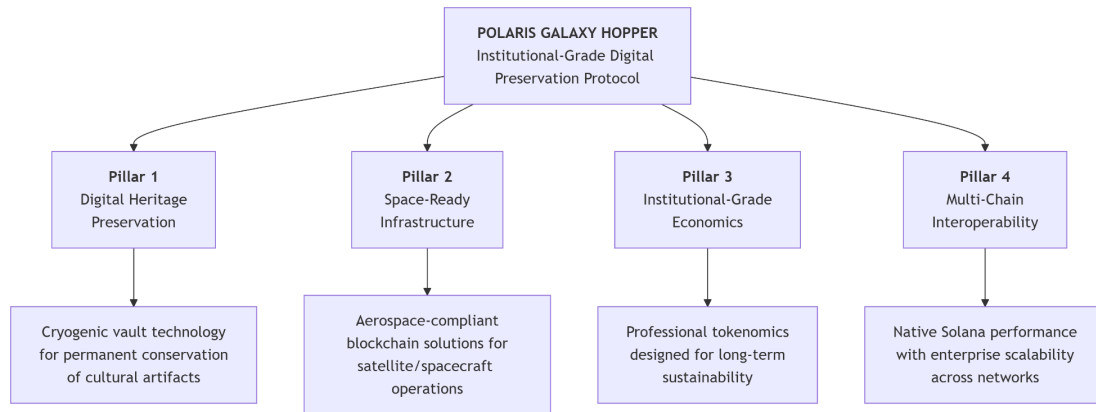 POLARIS GALAXY HOPPER
Institutional-Grade Digital
Preservation Protocol
Pillar 1
Digital Heritage
Preservation
Pillar 2
Space-Ready
Infrastructure
Pillar 3
Institutional-Grade
Economics
Pillar 4
Multi-Chain
Interoperability
Cryogenic vault technology
for permanent conservation
of cultural artifacts
Aerospace-compliant
blockchain solutions for
satellite/spacecraft
operations
Professional tokenomics
designed for long-term
sustainability
Native Solana performance
with enterprise scalability
across networks